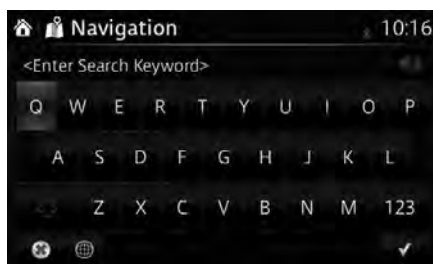 Navigation 10:16
<Enter Search Keyword>
Q W E R T Y U I O P
A S D F G H J K L
Z X C V B N M 123